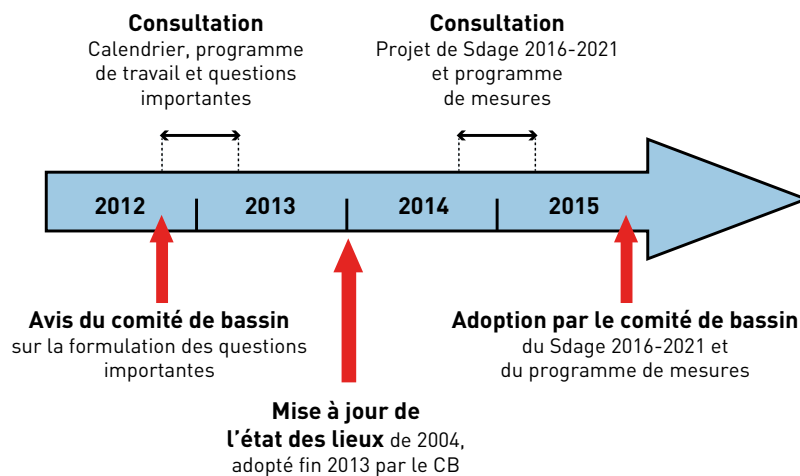 Consultation
Calendrier, programme
de travail et questions
importantes
Consultation
Projet de Sdage 2016-2021
et programme
de mesures
2012
2013
2014
2015
Avis du comité de bassin
sur la formulation des questions
importantes
Mise à jour de
l’état des lieux de 2004,
adopté fin 2013 par le CB
Adoption par le comité de bassin
du Sdage 2016-2021 et
du programme de mesures